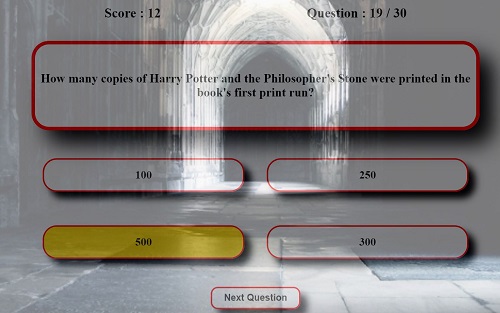 Score : 12 Question : 19 / 30
How many copies of Harry Potter and the Philosopher's Stone were printed in the
book's first print run?
100 250
500 300
Next Question